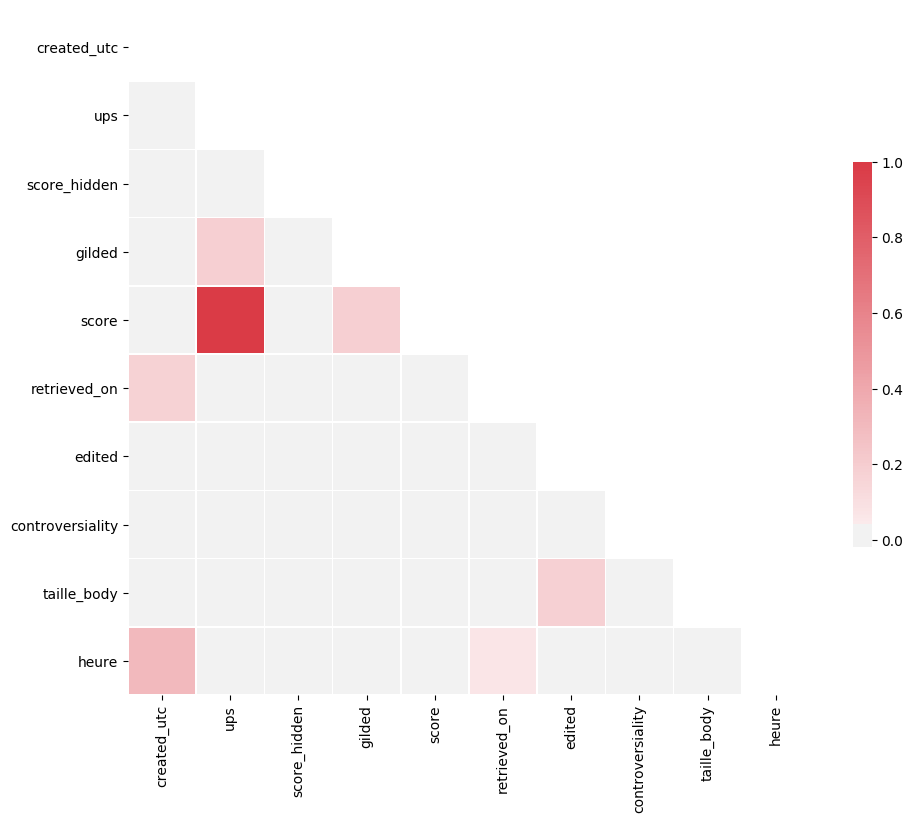 created_utc
ups
score_hidden
gilded
score
retrieved_on
edited
controversiality
taille_body
heure
1.0
0.8
0.6
0.4
0.2
0.0
created_utc
ups
score_hidden
gilded
score
retrieved_on
edited
controversiality
taille_body
heure